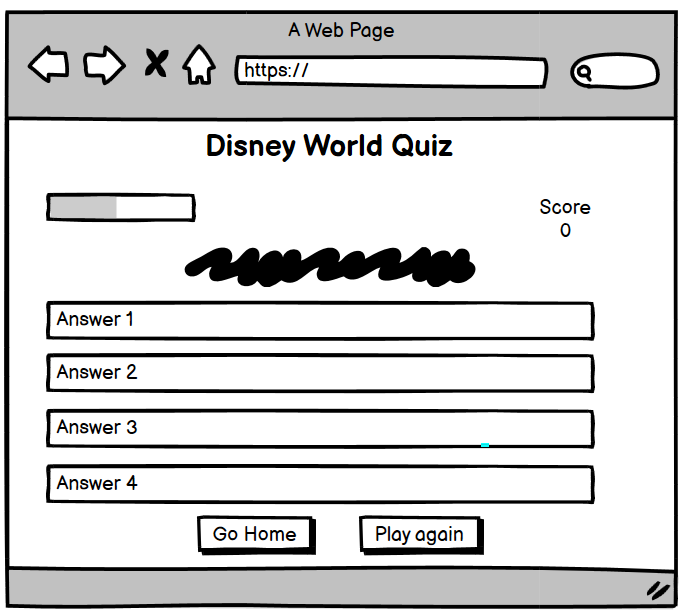 A Web Page
https://
Disney World Quiz
Score
0
Answer 1
Answer 2
Answer 3
Answer 4
Go Home
Play again